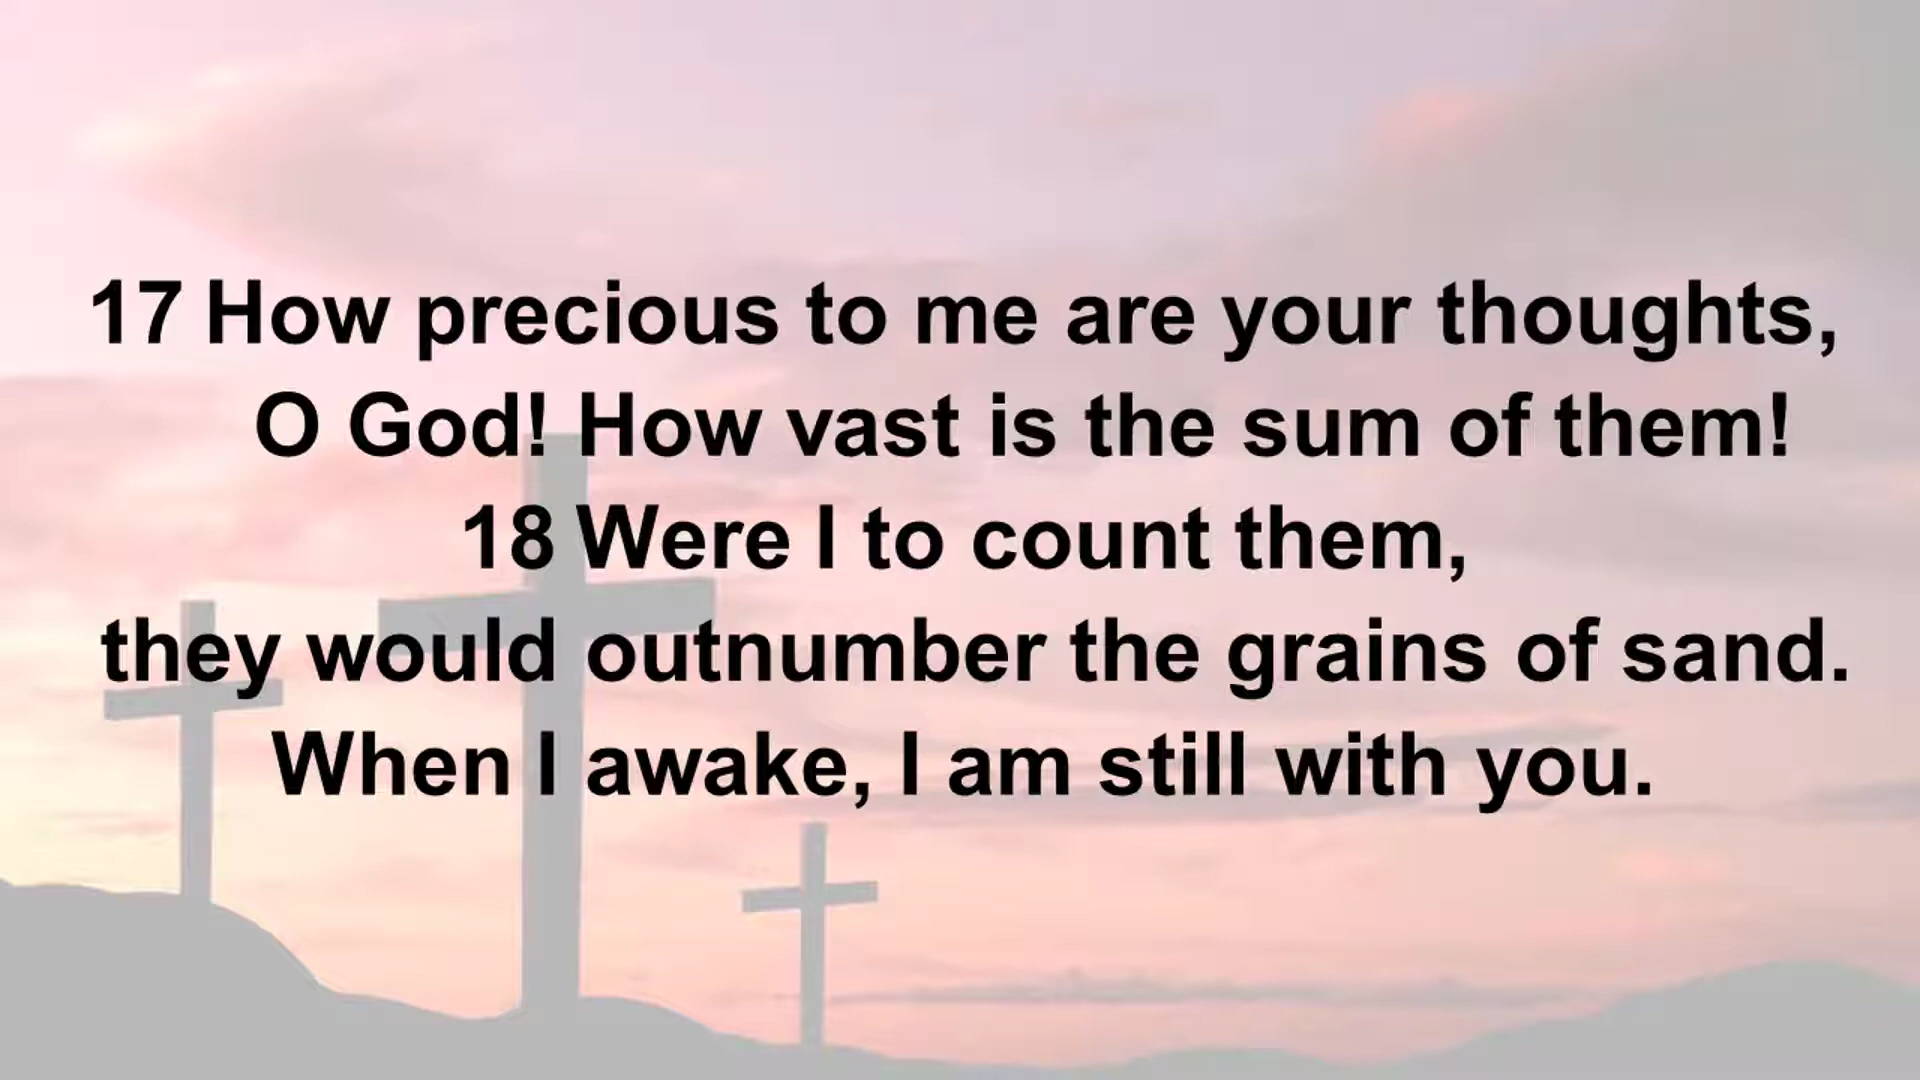 17 How precious to me are your thoughts,
O God! How vast is the sum of them!
18 Were I to count them,
they would outnumber the grains of sand.
When I awake, I am still with you.